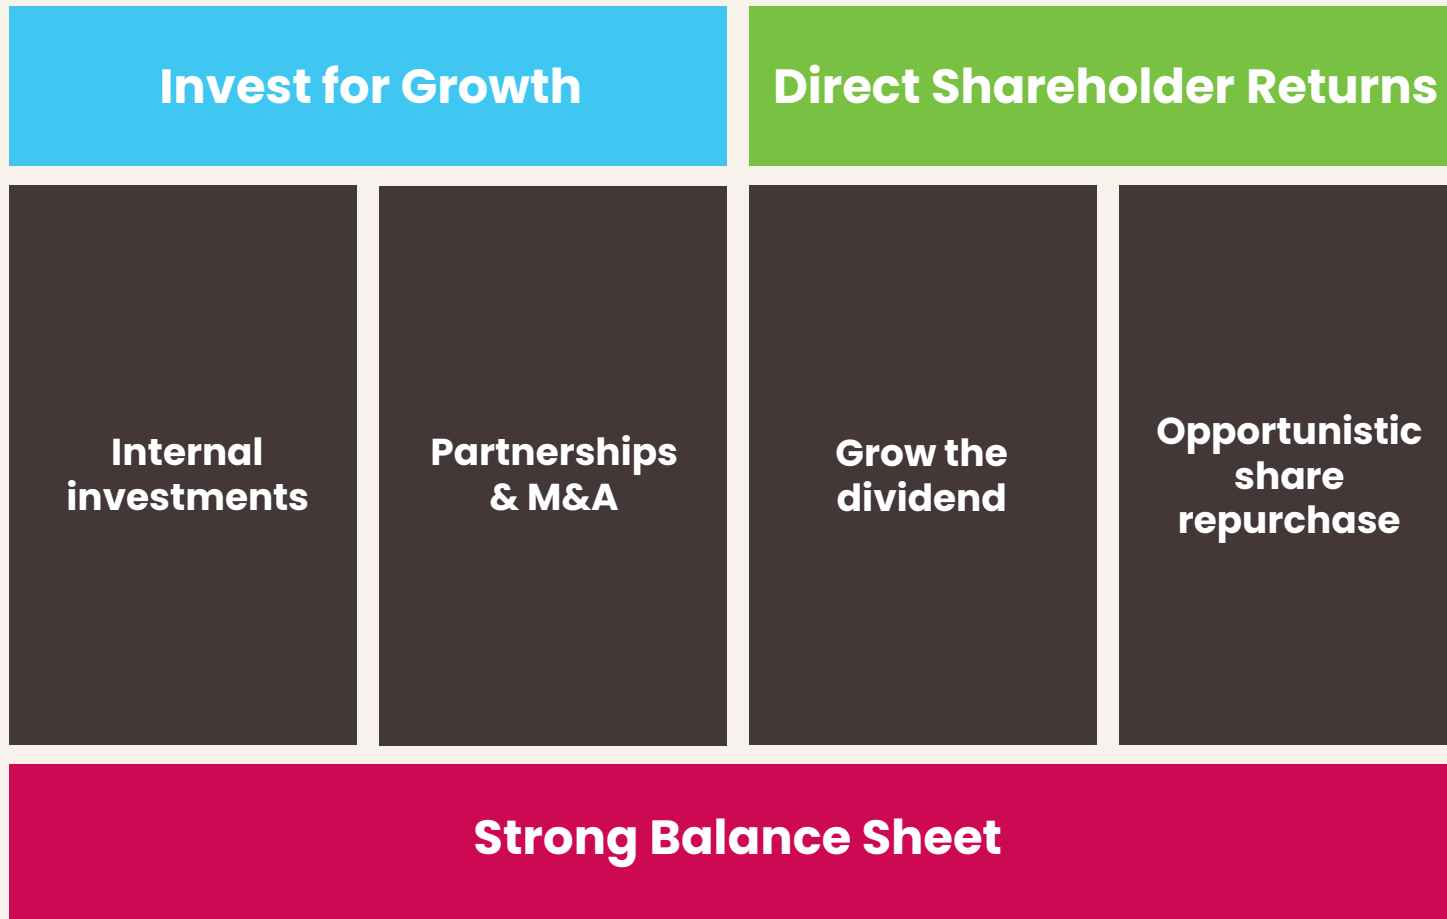 Invest for Growth
Direct Shareholder Returns
Internal
investments
Partnerships
& M&A
Grow the
dividend
Opportunistic
share
repurchase
Strong Balance Sheet